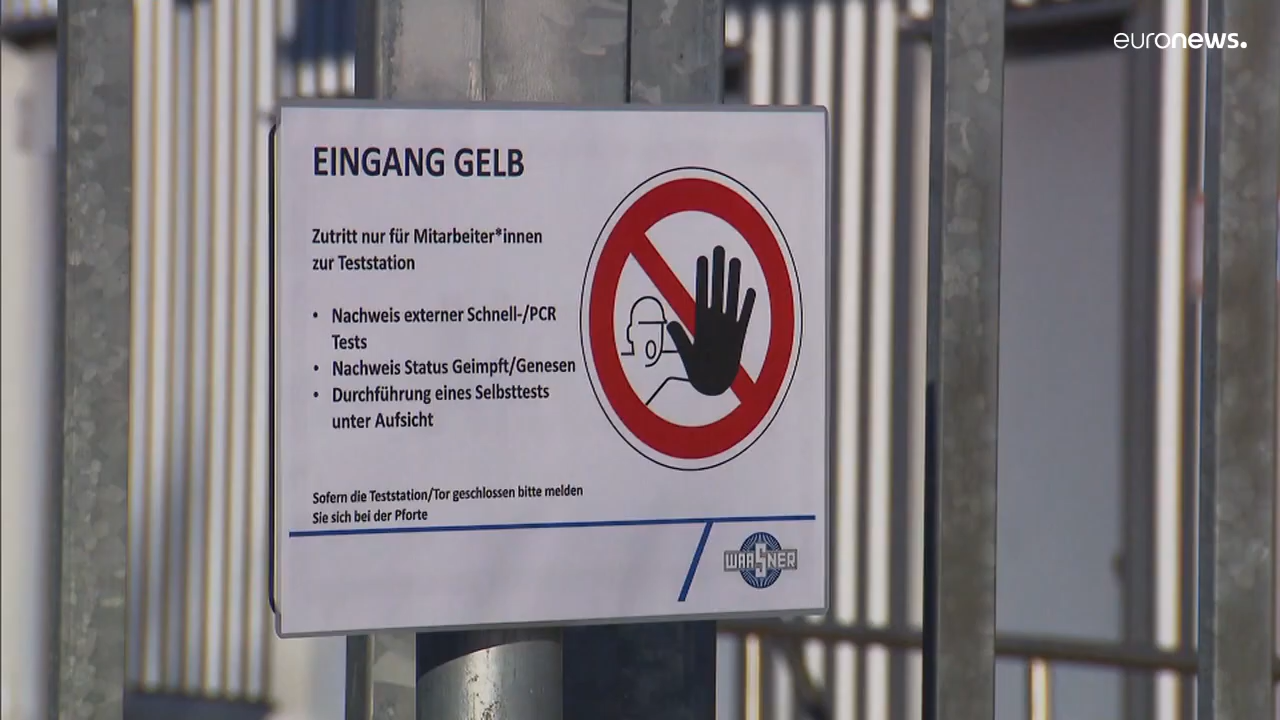 euronews.
EINGANG GELB
Zutritt nur für Mitarbeiter*innen
zur Teststation
• Nachweis externer Schnell-/PCR
Tests
• Nachweis Status Geimpft/Genesen
• Durchführung eines Selbsttests
unter Aufsicht
Sofern die Teststation/Tor geschlossen bitte melden
Sie sich bei der Pforte
WAASNER